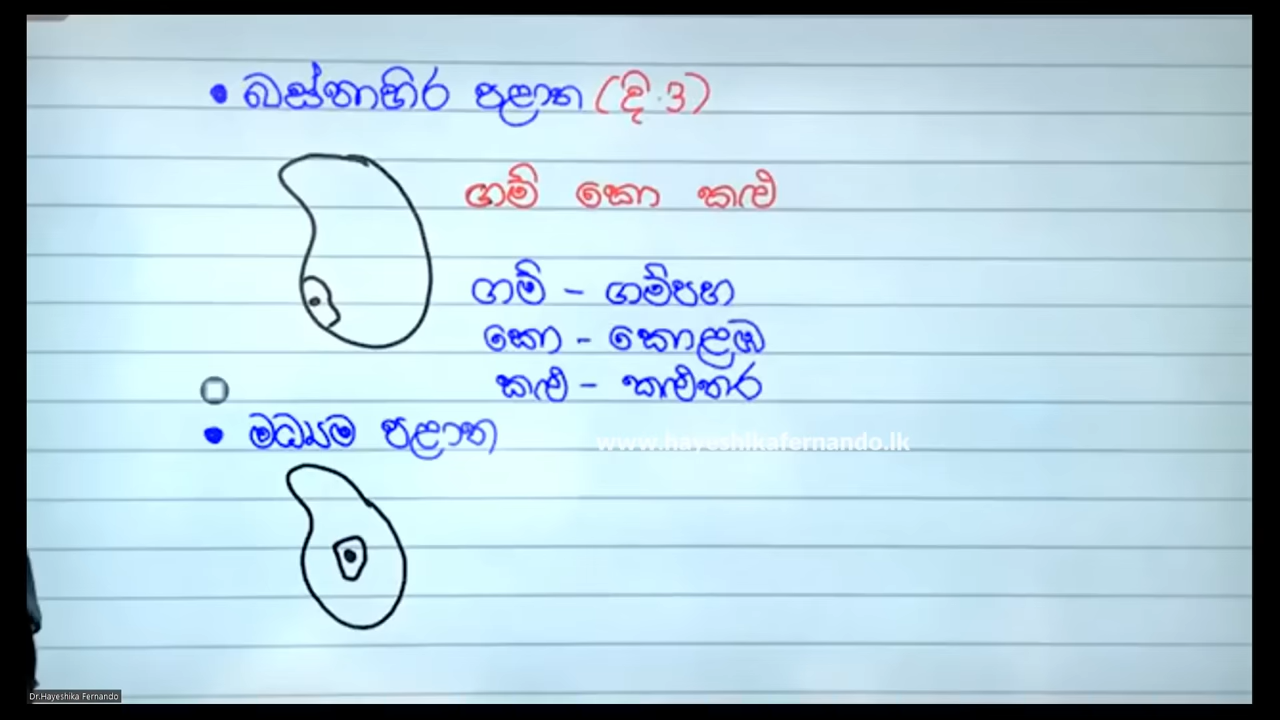 • බස්නාහිර පළාත (දි.3)
ගම් කො කළු
ගම් - ගම්පහ
කො - කොළඹ
කළු - කළුතර
• මධ්‍යම පළාත
www.hayeshikafernando.lk
Dr.Hayeshika Fernando